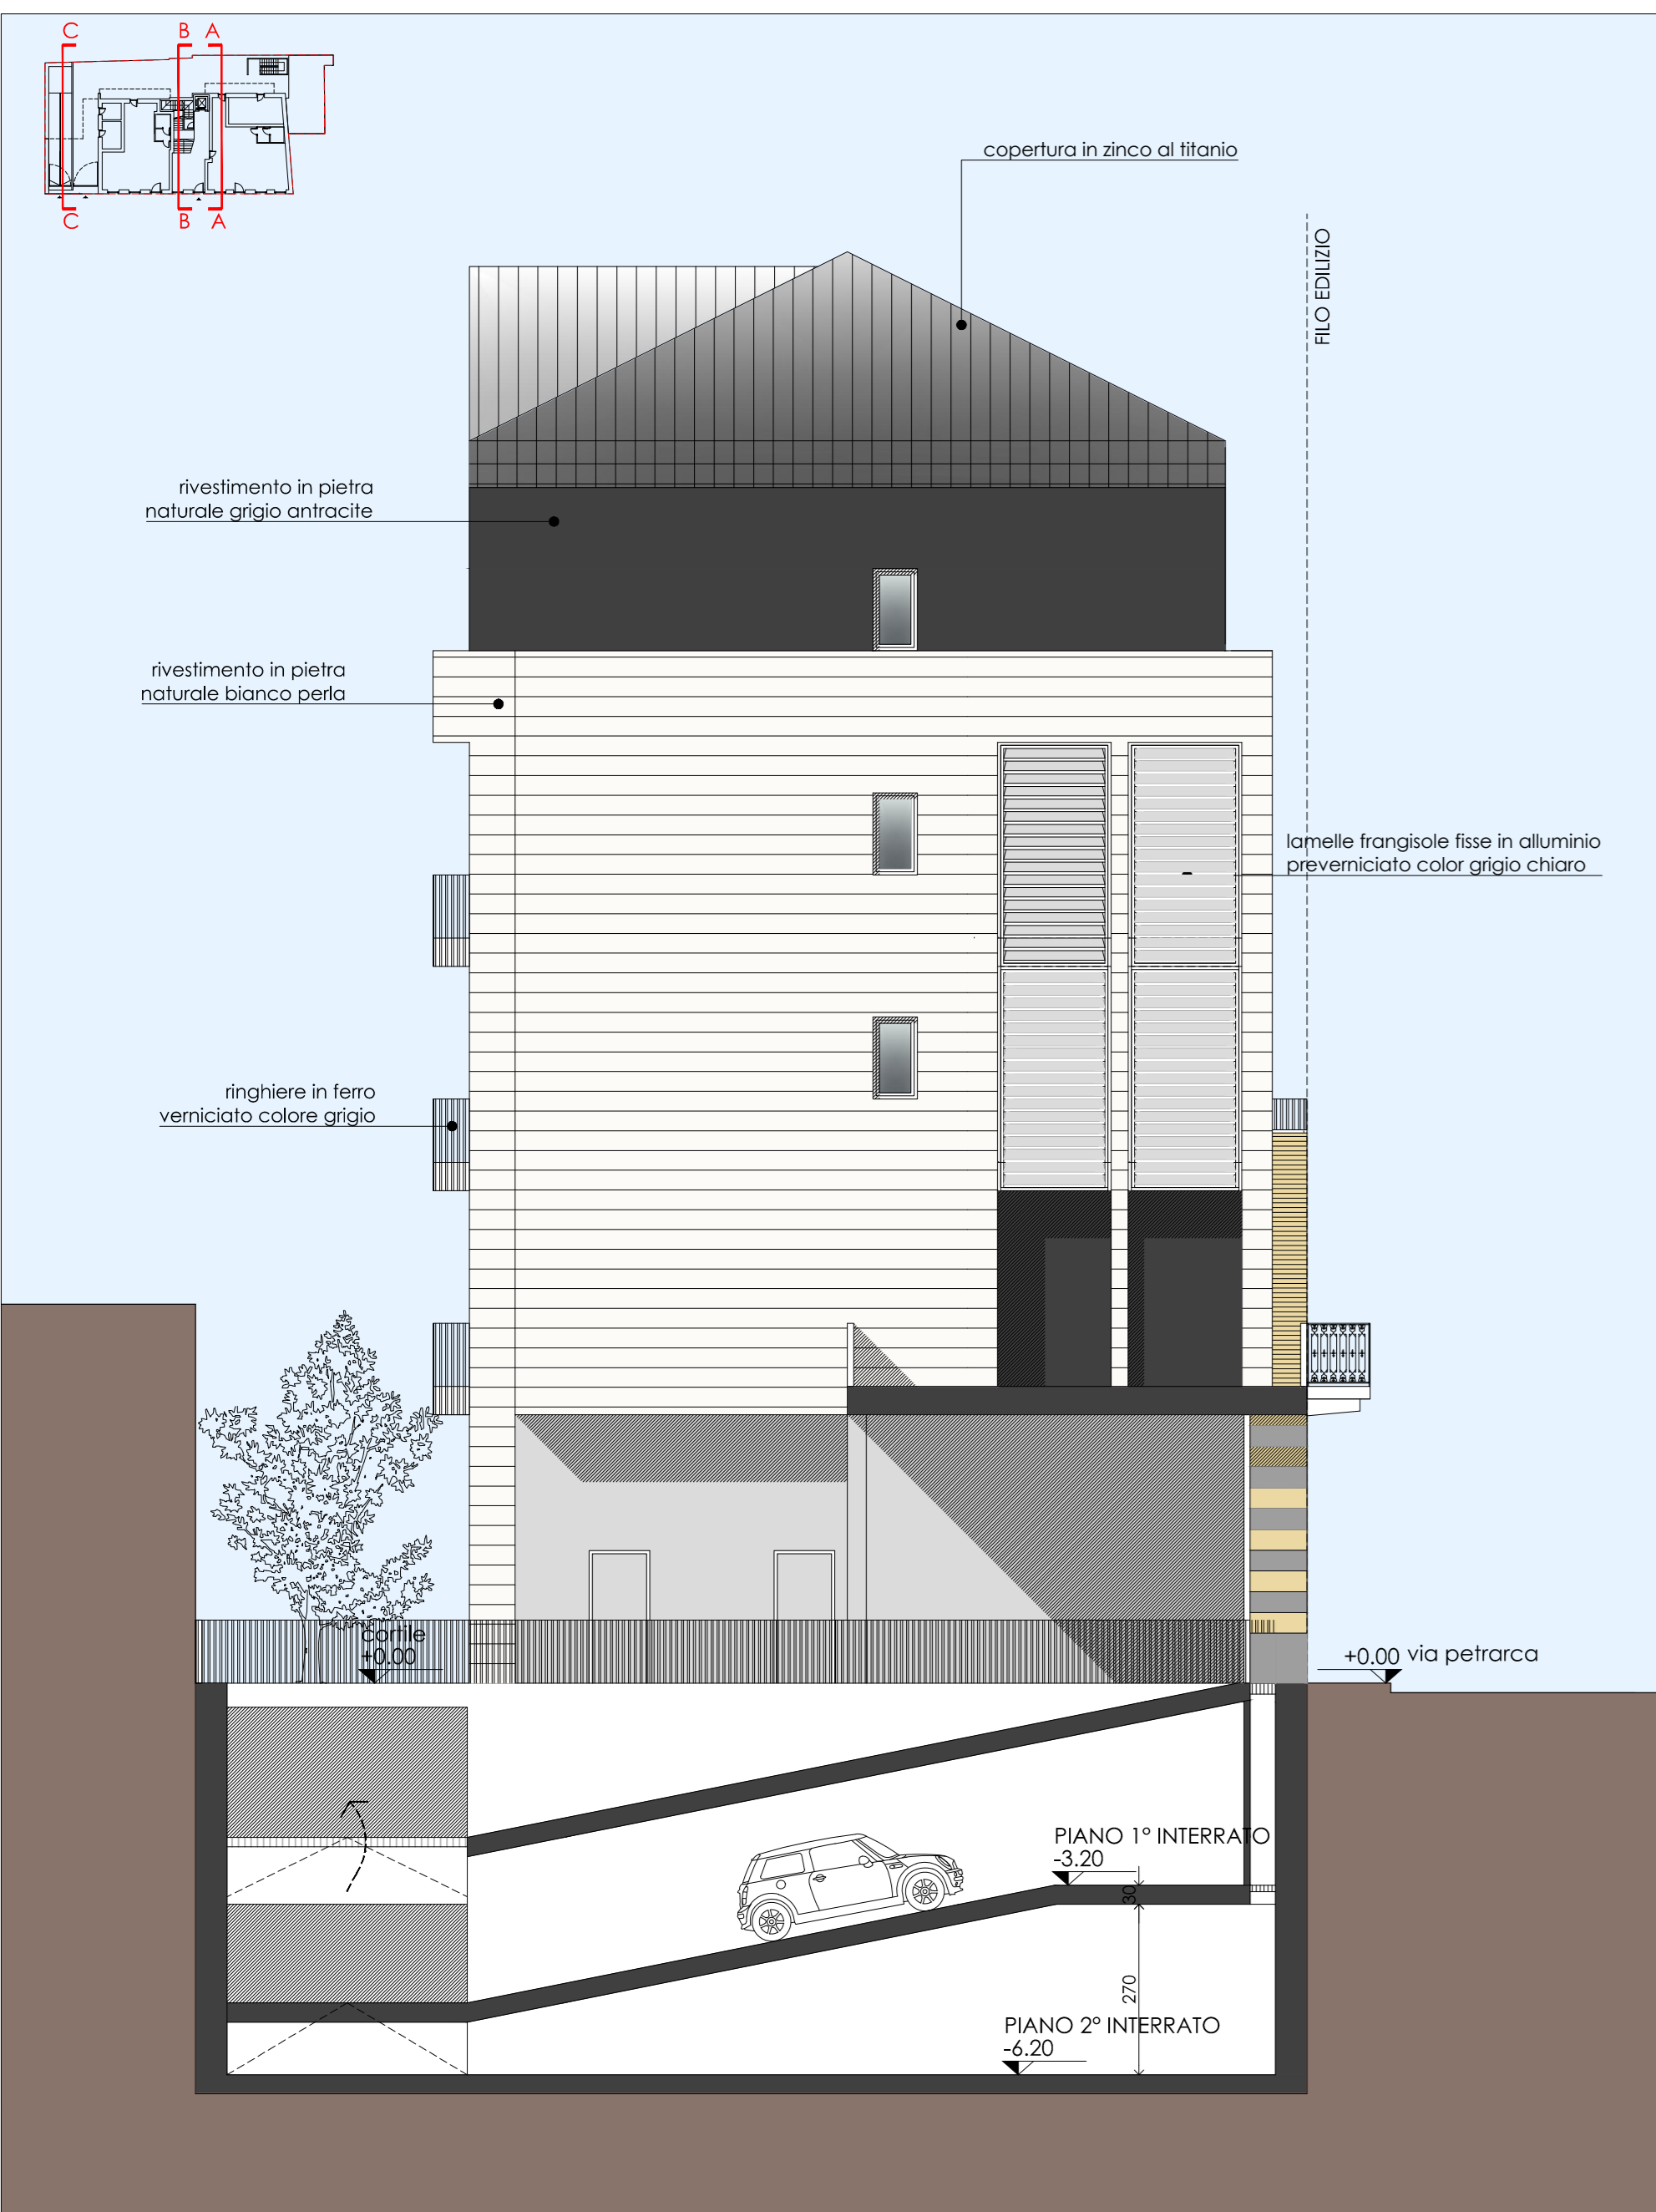 C
B
A
C
B
A
copertura in zinco al titanio
FILO EDILIZIO
rivestimento in pietra
naturale grigio antracite
rivestimento in pietra
naturale bianco perla
lamelle frangisole fisse in alluminio
preverniciato color grigio chiaro
ringhiere in ferro
verniciato colore grigio
cortile
+0.00
+0.00 via petrarca
PIANO 1° INTERRATO
-3.20
30
270
PIANO 2° INTERRATO
-6.20